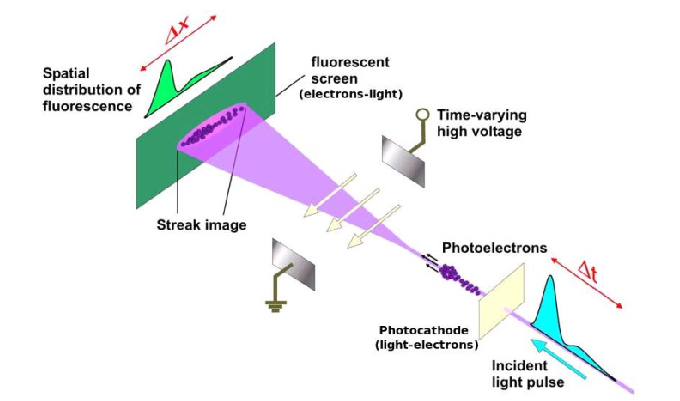 Δx
Spatial
distribution of
fluorescence
fluorescent
screen
(electrons-light)
Time-varying
high voltage
Streak image
Photoelectrons
Δt
Photocathode
(light-electrons)
Incident
light pulse